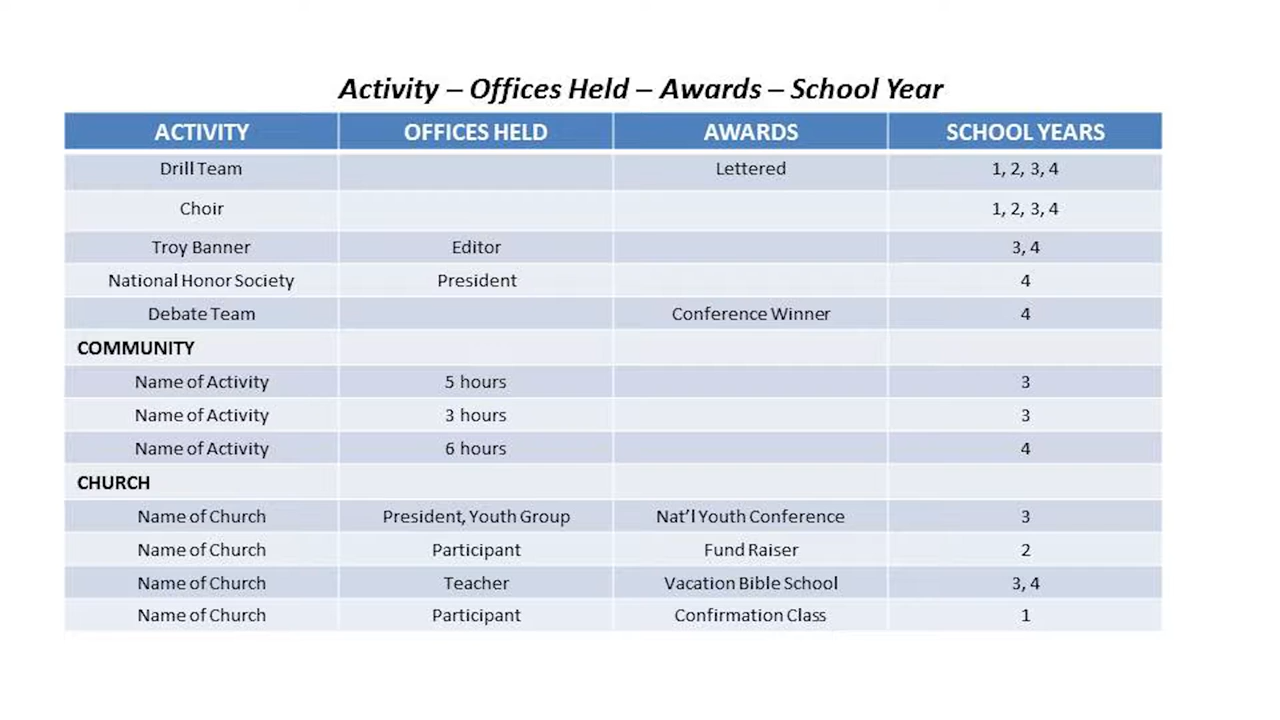 Activity – Offices Held – Awards – School Year
ACTIVITY OFFICES HELD AWARDS SCHOOL YEARS
Drill Team Lettered 1, 2, 3, 4
Choir 1, 2, 3, 4
Troy Banner Editor 3, 4
National Honor Society President 4
Debate Team Conference Winner 4
COMMUNITY
Name of Activity 5 hours 3
Name of Activity 3 hours 3
Name of Activity 6 hours 4
CHURCH
Name of Church President, Youth Group Nat'l Youth Conference 3
Name of Church Participant Fund Raiser 2
Name of Church Teacher Vacation Bible School 3, 4
Name of Church Participant Confirmation Class 1